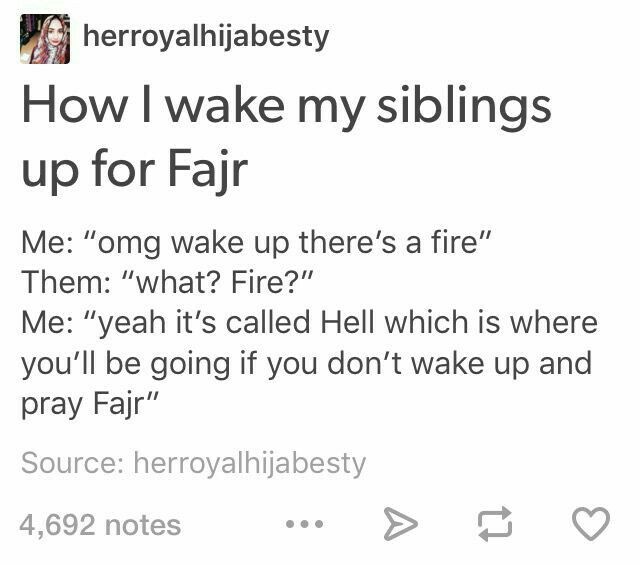 herroyalhijabesty
How I wake my siblings
up for Fajr
Me: “omg wake up there’s a fire”
Them: “what? Fire?”
Me: “yeah it’s called Hell which is where
you’ll be going if you don’t wake up and
pray Fajr”
Source: herroyalhijabesty
4,692 notes